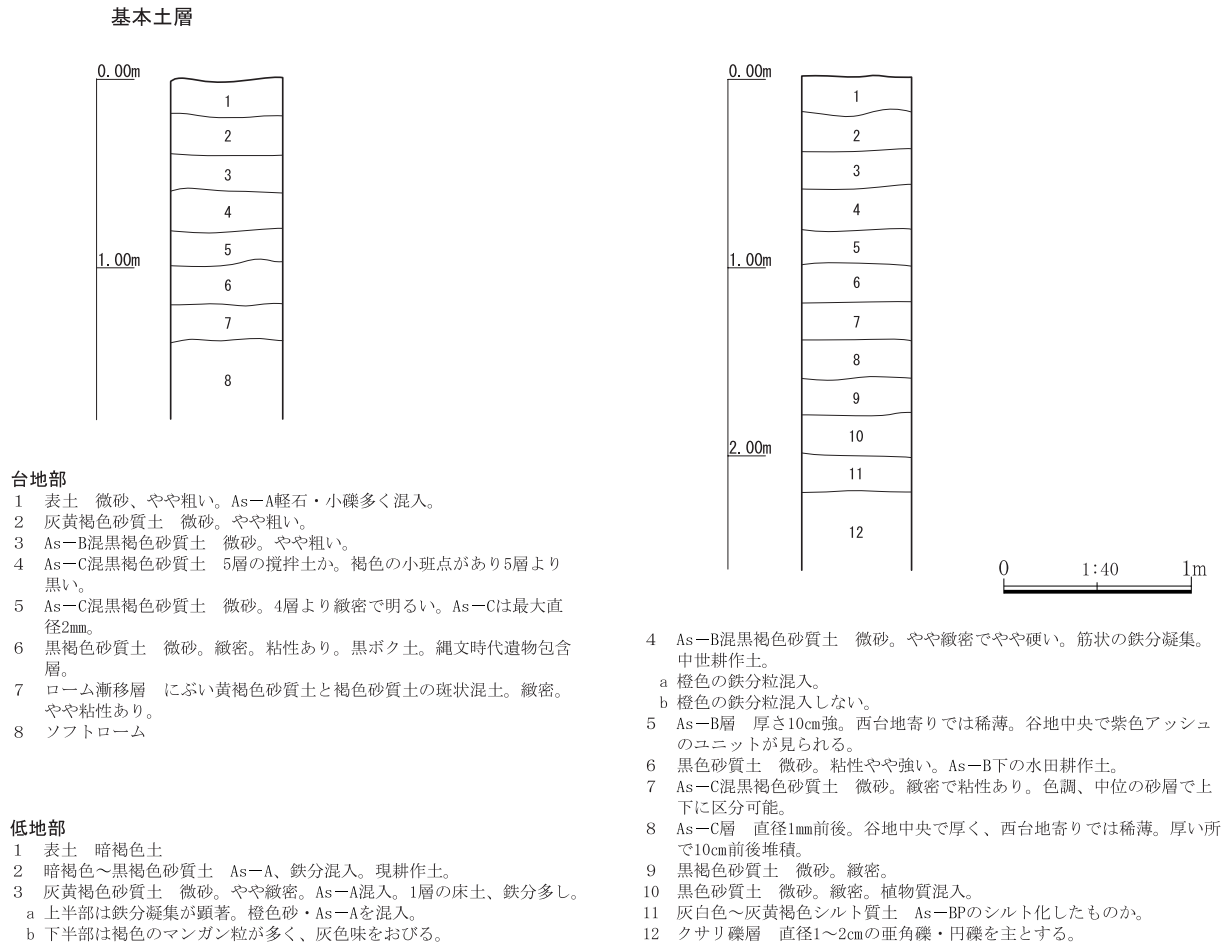 基本土層
0.00m
1
2
3
4
5
1.00m
6
7
8
0.00m
1
2
3
4
5
1.00m
6
7
8
9
10
2.00m
11
12
0 1:40 1m
台地部
1 表土 微砂、やや粗い。As－A軽石・小礫多く混入。
2 灰黄褐色砂質土 微砂。やや粗い。
3 As－B混黒褐色砂質土 微砂。やや粗い。
4 As－C混黒褐色砂質土 5層の撹拌土か。褐色の小班点があり5層より
黒い。
5 As－C混黒褐色砂質土 微砂。4層より緻密で明るい。As－Cは最大直
径2mm。
6 黒褐色砂質土 微砂。緻密。粘性あり。黒ボク土。縄文時代遺物包含
層。
7 ローム漸移層 にぶい黄褐色砂質土と褐色砂質土の斑状混土。緻密。
やや粘性あり。
8 ソフトローム
低地部
1 表土 暗褐色土
2 暗褐色～黒褐色砂質土 As－A、鉄分混入。現耕作土。
3 灰黄褐色砂質土 微砂。やや緻密。As－A混入。1層の床土、鉄分多し。
a 上半部は鉄分凝集が顕著。橙色砂・As－Aを混入。
b 下半部は褐色のマンガン粒が多く、灰色味をおびる。
4 As－B混黒褐色砂質土 微砂。やや緻密でやや硬い。筋状の鉄分凝集。
中世耕作土。
a 橙色の鉄分粒混入。
b 橙色の鉄分粒混入しない。
5 As－B層 厚さ10cm強。西台地寄りでは稀薄。谷地中央で紫色アッシュ
のユニットが見られる。
6 黒色砂質土 微砂。粘性やや強い。As－B下の水田耕作土。
7 As－C混黒褐色砂質土 微砂。緻密で粘性あり。色調、中位の砂層で上
下に区分可能。
8 As－C層 直径1mm前後。谷地中央で厚く、西台地寄りでは稀薄。厚い所
で10cm前後堆積。
9 黒褐色砂質土 微砂。緻密。
10 黒色砂質土 微砂。緻密。植物質混入。
11 灰白色～灰黄褐色シルト質土 As－BPのシルト化したものか。
12 クサリ礫層 直径1～2cmの亜角礫・円礫を主とする。